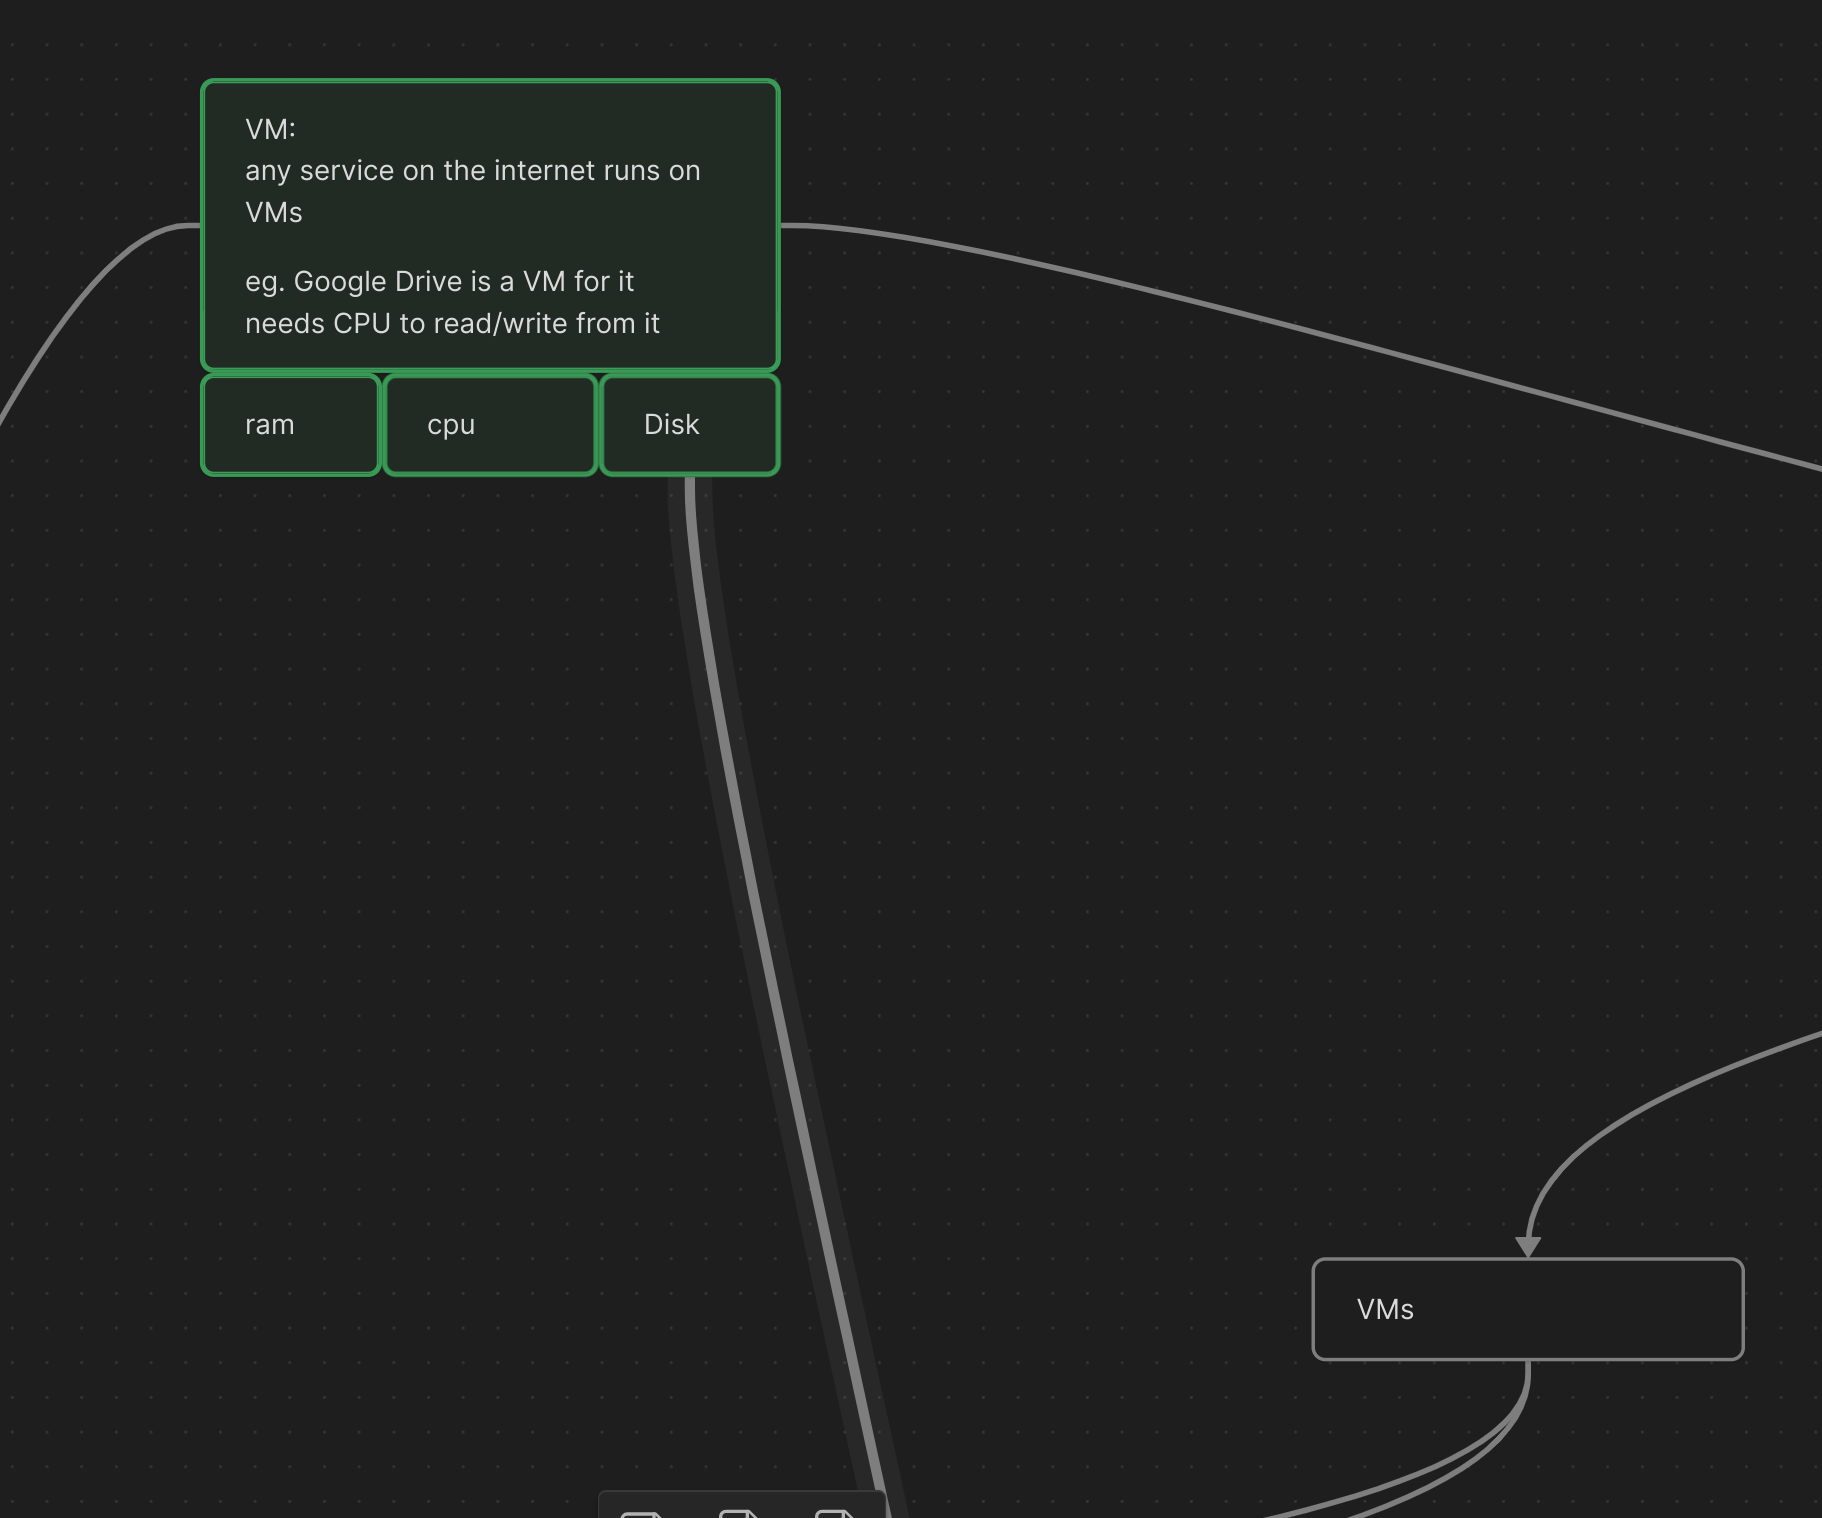 VM:
any service on the internet runs on
VMs
eg. Google Drive is a VM for it
needs CPU to read/write from it
ram
cpu
Disk
VMs